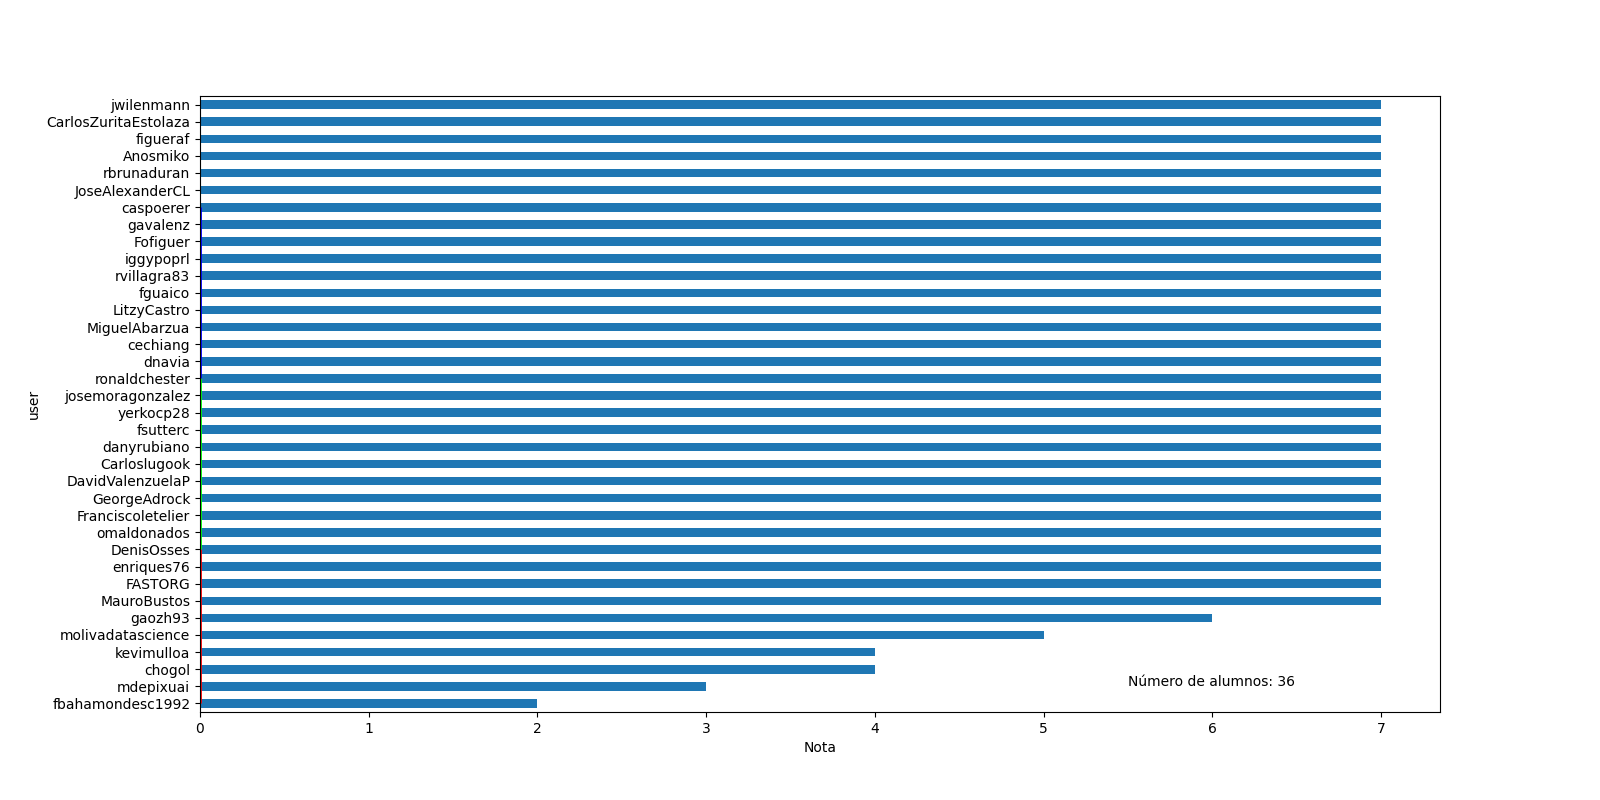 jwilenmann
CarlosZuritaEstolaza
figueraf
Anosmiko
rbrunaduran
JoseAlexanderCL
caspoerer
gavalenz
Fofiguer
iggypoprl
rvillagra83
fguaico
LitzyCastro
MiguelAbarzua
cechiang
dnavia
ronaldchester
josemoragonzalez
yerkocp28
fsutterc
danyrubiano
Carloslugook
DavidValenzuelaP
GeorgeAdrock
Franciscoletelier
omaldonados
DenisOsses
enriques76
FASTORG
MauroBustos
gaozh93
molivadatascience
kevimulloa
chogol
mdepixuai
fbahamondesc1992
user
Número de alumnos: 36
0 1 2 3 4 5 6 7
Nota